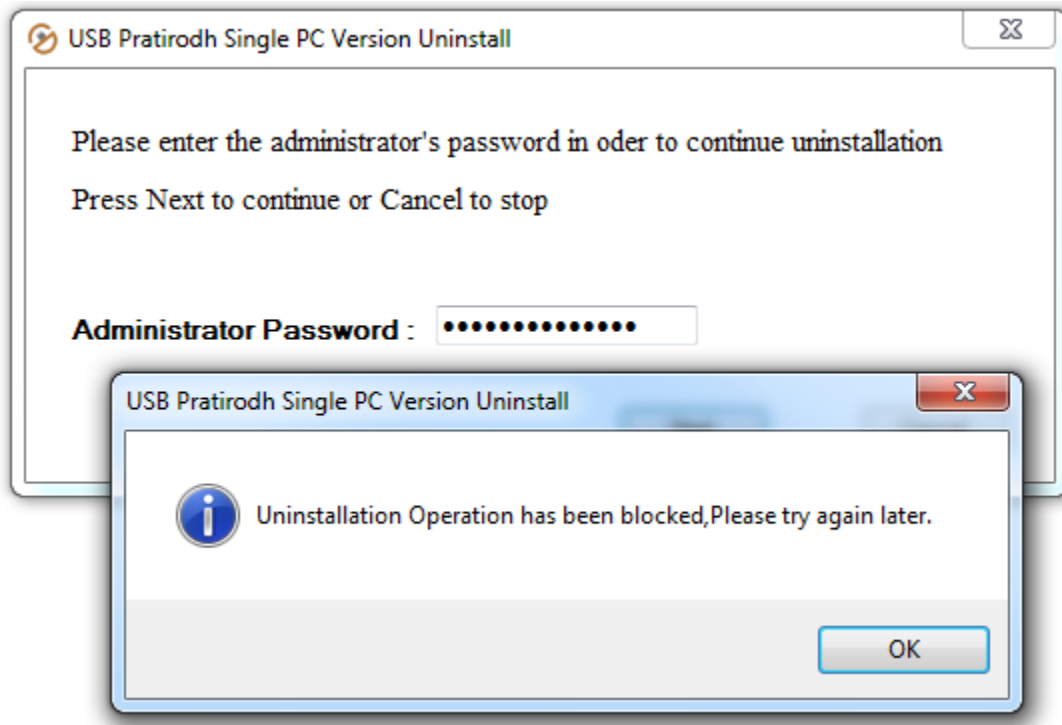 USB Pratirodh Single PC Version Uninstall
Please enter the administrator's password in oder to continue uninstallation
Press Next to continue or Cancel to stop
Administrator Password :
USB Pratirodh Single PC Version Uninstall
Uninstallation Operation has been blocked,Please try again later.
OK